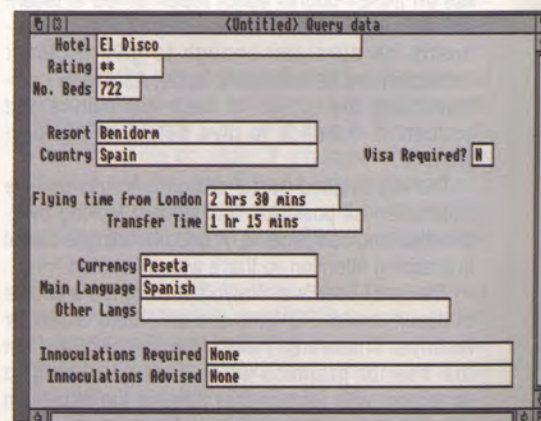 <Untitled> Query data
Hotel El Disco
Rating **
No. Beds 722
Resort Benidorm
Country Spain Visa Required? N
Flying time from London 2 hrs 30 mins
Transfer Time 1 hr 15 mins
Currency Peseta
Main Language Spanish
Other Langs
Innoculations Required None
Innoculations Advised None